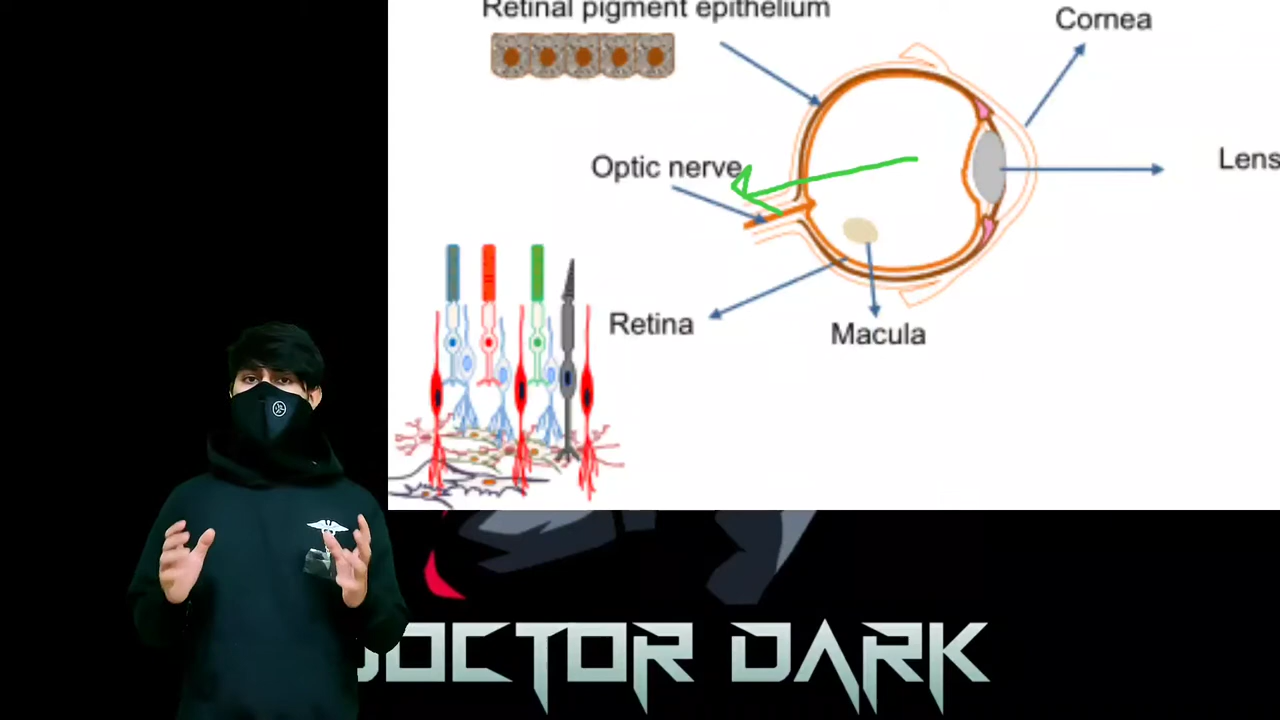 Retinal pigment epithelium
Cornea
Optic nerve
Lens
Retina
Macula
DOCTOR DARK